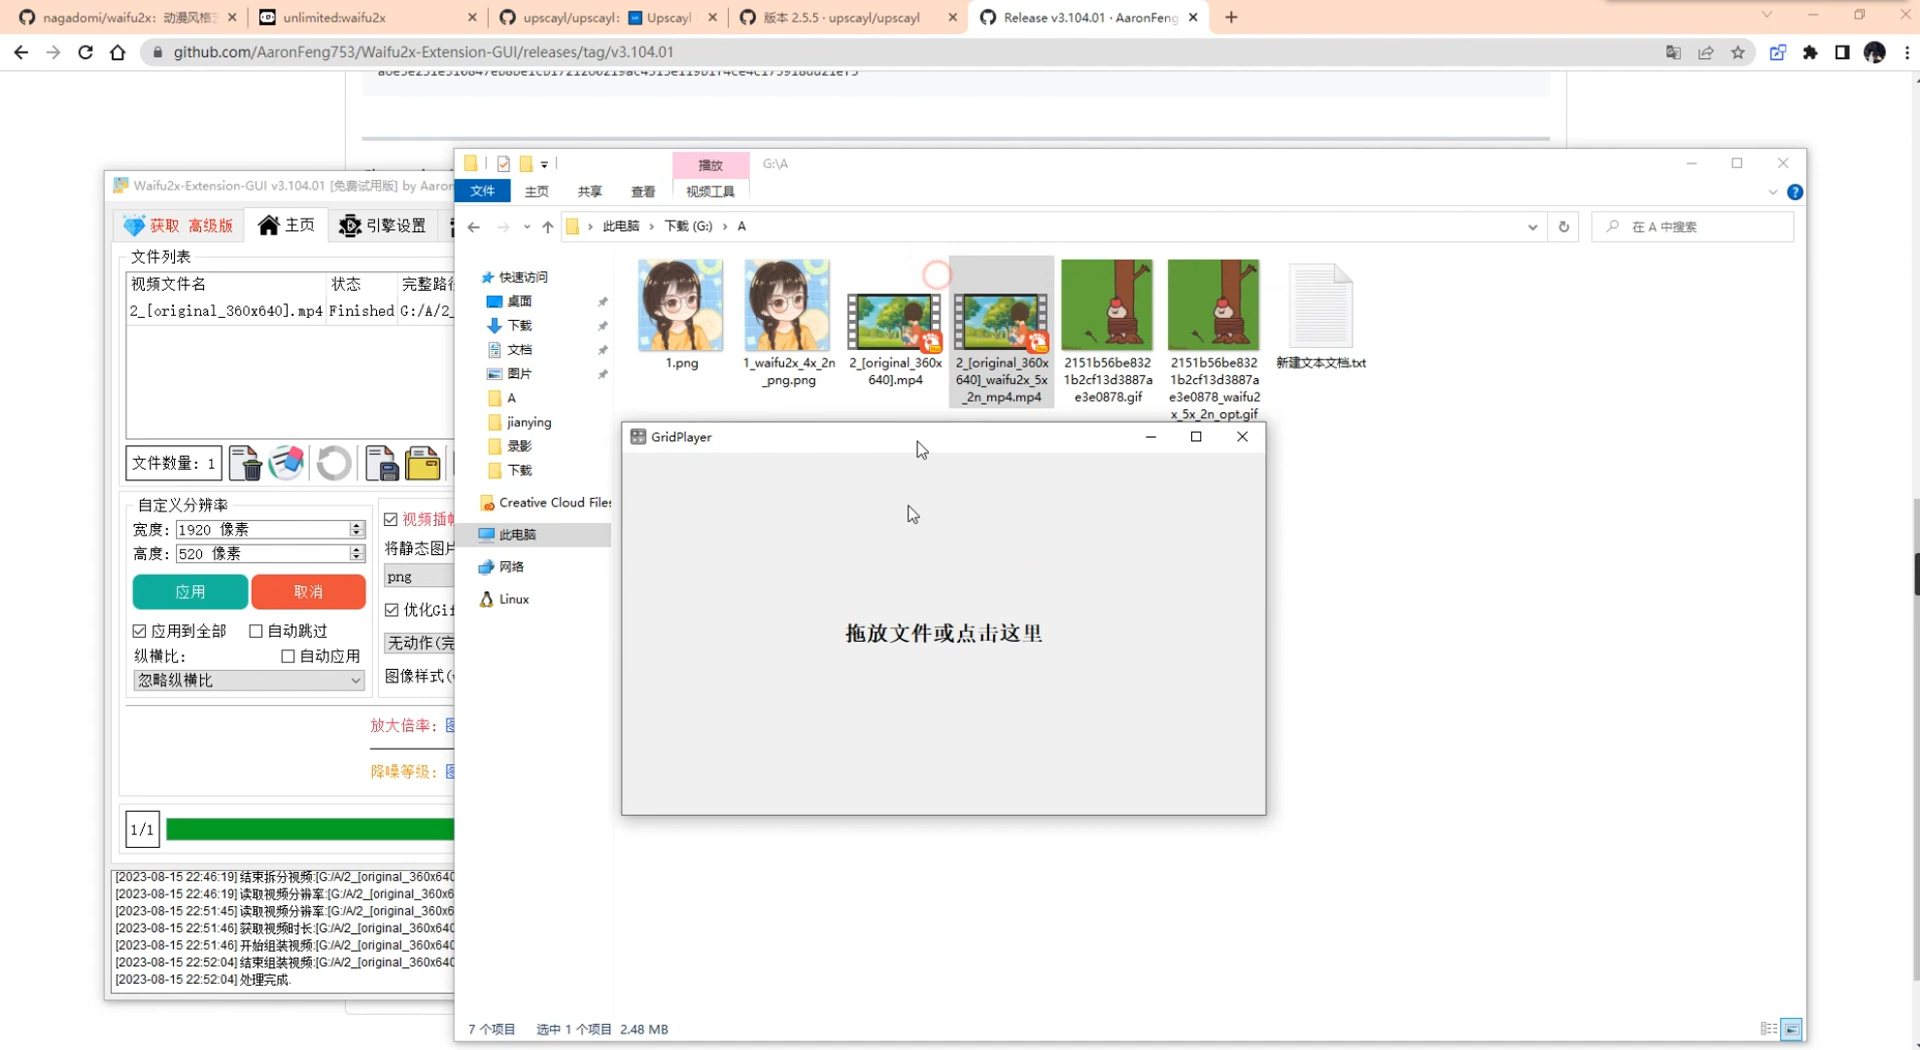 nagadomi/waifu2x: 动漫风格艺
unlimited:waifu2x
upscayl/upscayl: Upscayl
版本 2.5.5 · upscayl/upscayl
Release v3.104.01 · AaronFeng
github.com/AaronFeng753/Waifu2x-Extension-GUI/releases/tag/v3.104.01
Waifu2x-Extension-GUI v3.104.01 [免费试用版] by Aaron
获取 高级版
主页
引擎设置
文件列表
视频文件名
状态
完整路径
2_[original_360x640].mp4
Finished
G:/A/2_
文件数量: 1
自定义分辨率
宽度: 1920 像素
高度: 520 像素
应用
取消
应用到全部
自动跳过
纵横比:
自动应用
忽略纵横比
视频插帧
将静态图片
png
优化Gif
无动作(完
图像样式(
放大倍率:
降噪等级:
1/1
[2023-08-15 22:46:19] 结束拆分视频:[G:/A/2_[original_360x640
[2023-08-15 22:46:19] 读取视频分辨率:[G:/A/2_[original_360x6
[2023-08-15 22:51:45] 读取视频分辨率:[G:/A/2_[original_360x6
[2023-08-15 22:51:46] 获取视频时长:[G:/A/2_[original_360x640
[2023-08-15 22:51:46] 开始组装视频:[G:/A/2_[original_360x640
[2023-08-15 22:52:04] 结束组装视频:[G:/A/2_[original_360x640
[2023-08-15 22:52:04] 处理完成.
播放
G:\A
文件
主页
共享
查看
视频工具
此电脑 › 下载 (G:) › A
在 A 中搜索
快速访问
桌面
下载
文档
图片
A
jianying
录影
下载
Creative Cloud Files
此电脑
网络
Linux
1.png
1_waifu2x_4x_2n
_png.png
2_[original_360x
640].mp4
2_[original_360x
640]_waifu2x_5x
_2n_mp4.mp4
2151b56be832
1b2cf13d3887a
e3e0878.gif
2151b56be832
1b2cf13d3887a
e3e0878_waifu2
x_5x_2n_opt.gif
新建文本文档.txt
GridPlayer
拖放文件或点击这里
7 个项目
选中 1 个项目 2.48 MB